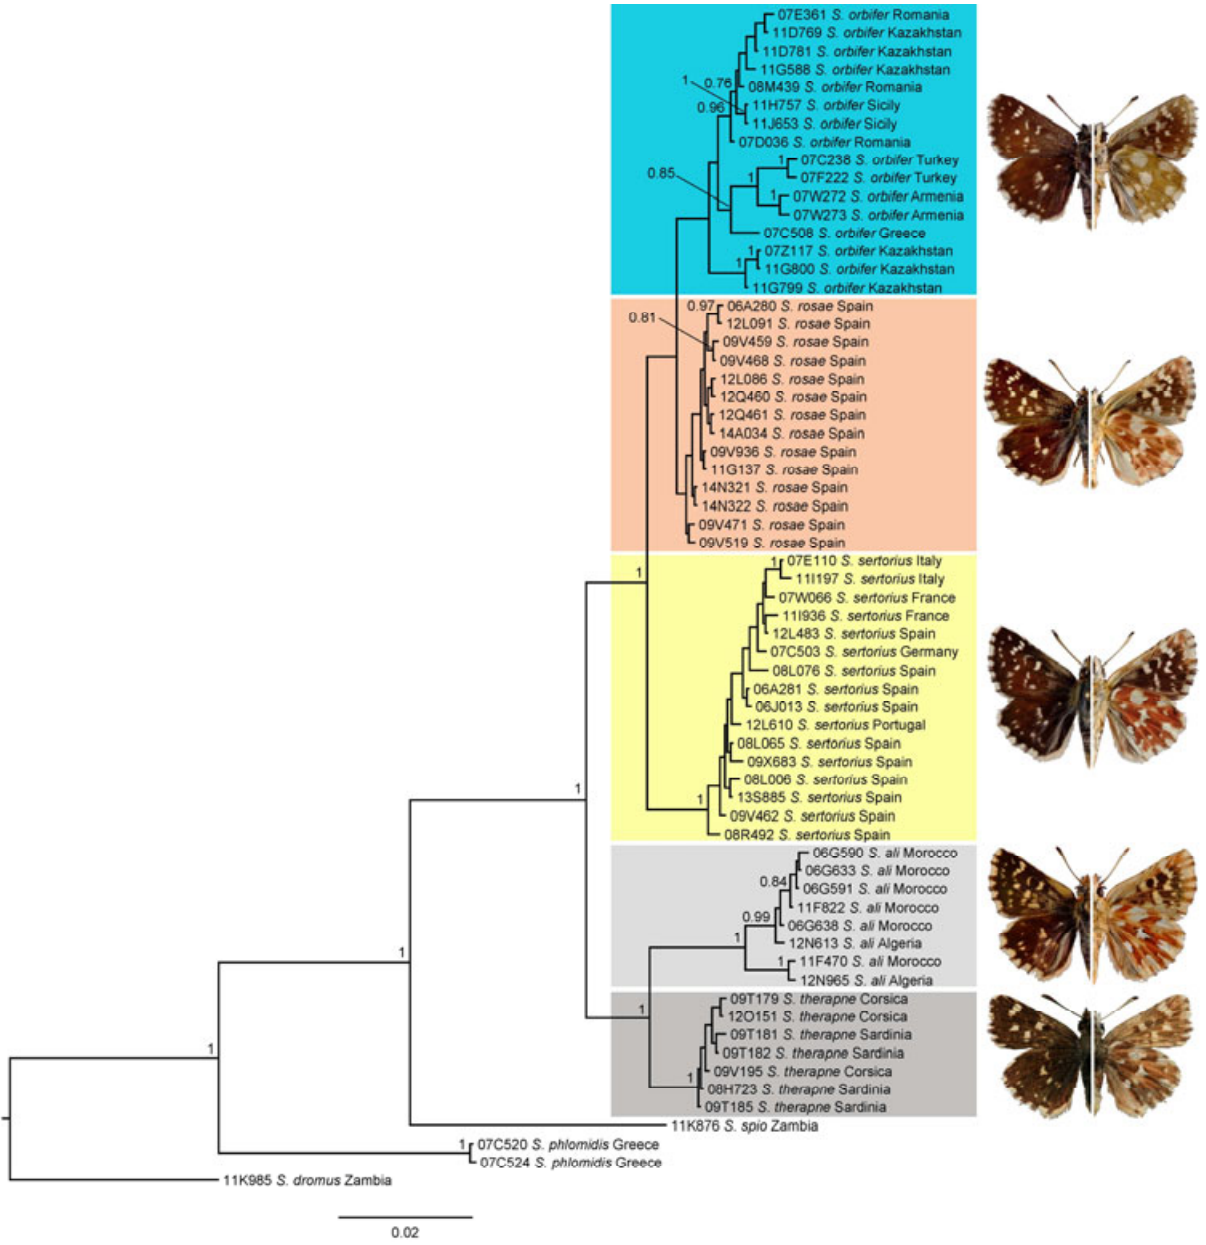 07E361 S. orbifer Romania
11D769 S. orbifer Kazakhstan
11D781 S. orbifer Kazakhstan
11G588 S. orbifer Kazakhstan
1
0.76
08M439 S. orbifer Romania
0.96
11H757 S. orbifer Sicily
11J653 S. orbifer Sicily
07D036 S. orbifer Romania
1
07C238 S. orbifer Turkey
0.85
1
07F222 S. orbifer Turkey
1
07W272 S. orbifer Armenia
07W273 S. orbifer Armenia
07C508 S. orbifer Greece
07Z117 S. orbifer Kazakhstan
1
11G800 S. orbifer Kazakhstan
11G799 S. orbifer Kazakhstan
0.97
06A280 S. rosae Spain
0.81
12L091 S. rosae Spain
09V459 S. rosae Spain
09V468 S. rosae Spain
12L086 S. rosae Spain
12Q460 S. rosae Spain
12Q461 S. rosae Spain
14A034 S. rosae Spain
09V936 S. rosae Spain
11G137 S. rosae Spain
14N321 S. rosae Spain
14N322 S. rosae Spain
09V471 S. rosae Spain
09V519 S. rosae Spain
1
07E110 S. sertorius Italy
1
11I197 S. sertorius Italy
07W066 S. sertorius France
11I936 S. sertorius France
12L483 S. sertorius Spain
07C503 S. sertorius Germany
08L076 S. sertorius Spain
06A281 S. sertorius Spain
06J013 S. sertorius Spain
12L610 S. sertorius Portugal
08L065 S. sertorius Spain
09X683 S. sertorius Spain
08L006 S. sertorius Spain
1
1
13S885 S. sertorius Spain
09V462 S. sertorius Spain
08R492 S. sertorius Spain
06G590 S. ali Morocco
06G633 S. ali Morocco
0.84
06G591 S. ali Morocco
11F822 S. ali Morocco
0.99
06G638 S. ali Morocco
1
12N613 S. ali Algeria
1
1
11F470 S. ali Morocco
12N965 S. ali Algeria
09T179 S. therapne Corsica
1
12O151 S. therapne Corsica
09T181 S. therapne Sardinia
1
09T182 S. therapne Sardinia
09V195 S. therapne Corsica
1
08H723 S. therapne Sardinia
09T185 S. therapne Sardinia
11K876 S. spio Zambia
1
07C520 S. phlomidis Greece
07C524 S. phlomidis Greece
11K985 S. dromus Zambia
0.02